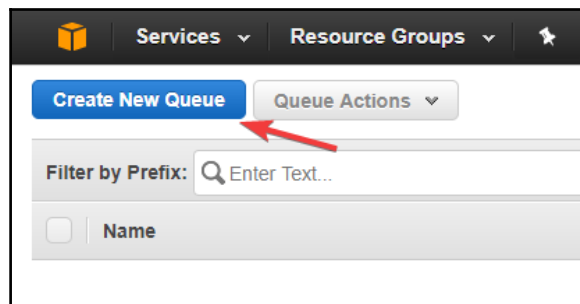 Services Resource Groups
Create New Queue Queue Actions
Filter by Prefix: Enter Text...
Name